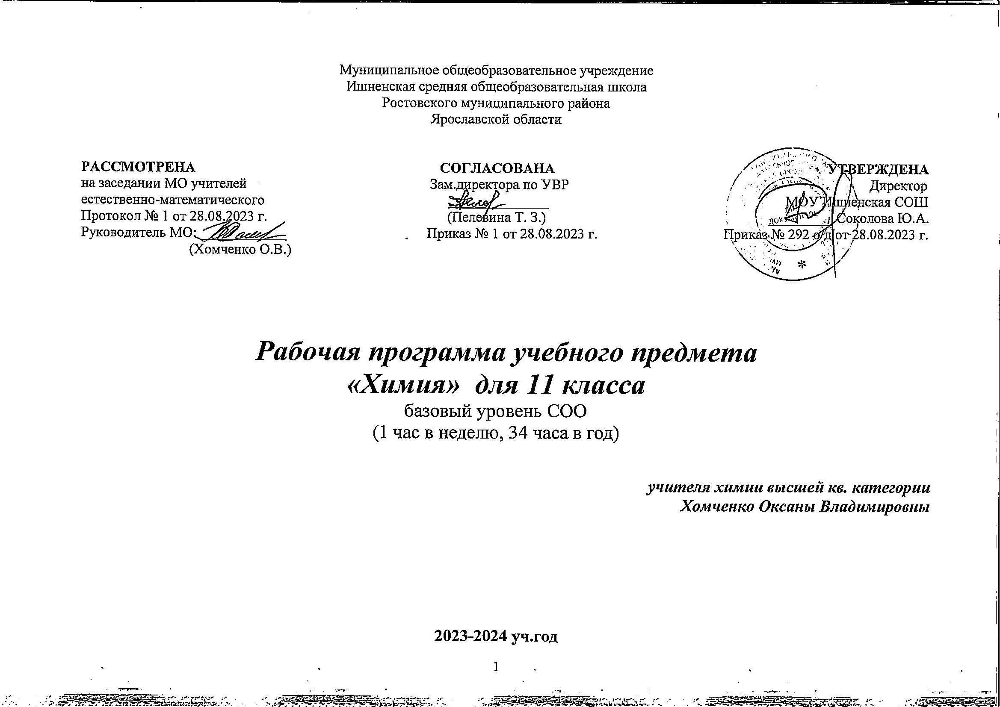 Муниципальное общеобразовательное учреждение
Ишненская средняя общеобразовательная школа
Ростовского муниципального района
Ярославской области
РАССМОТРЕНА
на заседании МО учителей
естественно-математического
Протокол № 1 от 28.08.2023 г.
Руководитель МО:
(Хомченко О.В.)
СОГЛАСОВАНА
Зам.директора по УВР
(Пелевина Т. З.)
Приказ № 1 от 28.08.2023 г.
УТВЕРЖДЕНА
Директор
МОУ Ишненская СОШ
Соколова Ю.А.
Приказ № 292 о/д от 28.08.2023 г.
Рабочая программа учебного предмета
«Химия» для 11 класса
базовый уровень СОО
(1 час в неделю, 34 часа в год)
учителя химии высшей кв. категории
Хомченко Оксаны Владимировны
2023-2024 уч.год
1